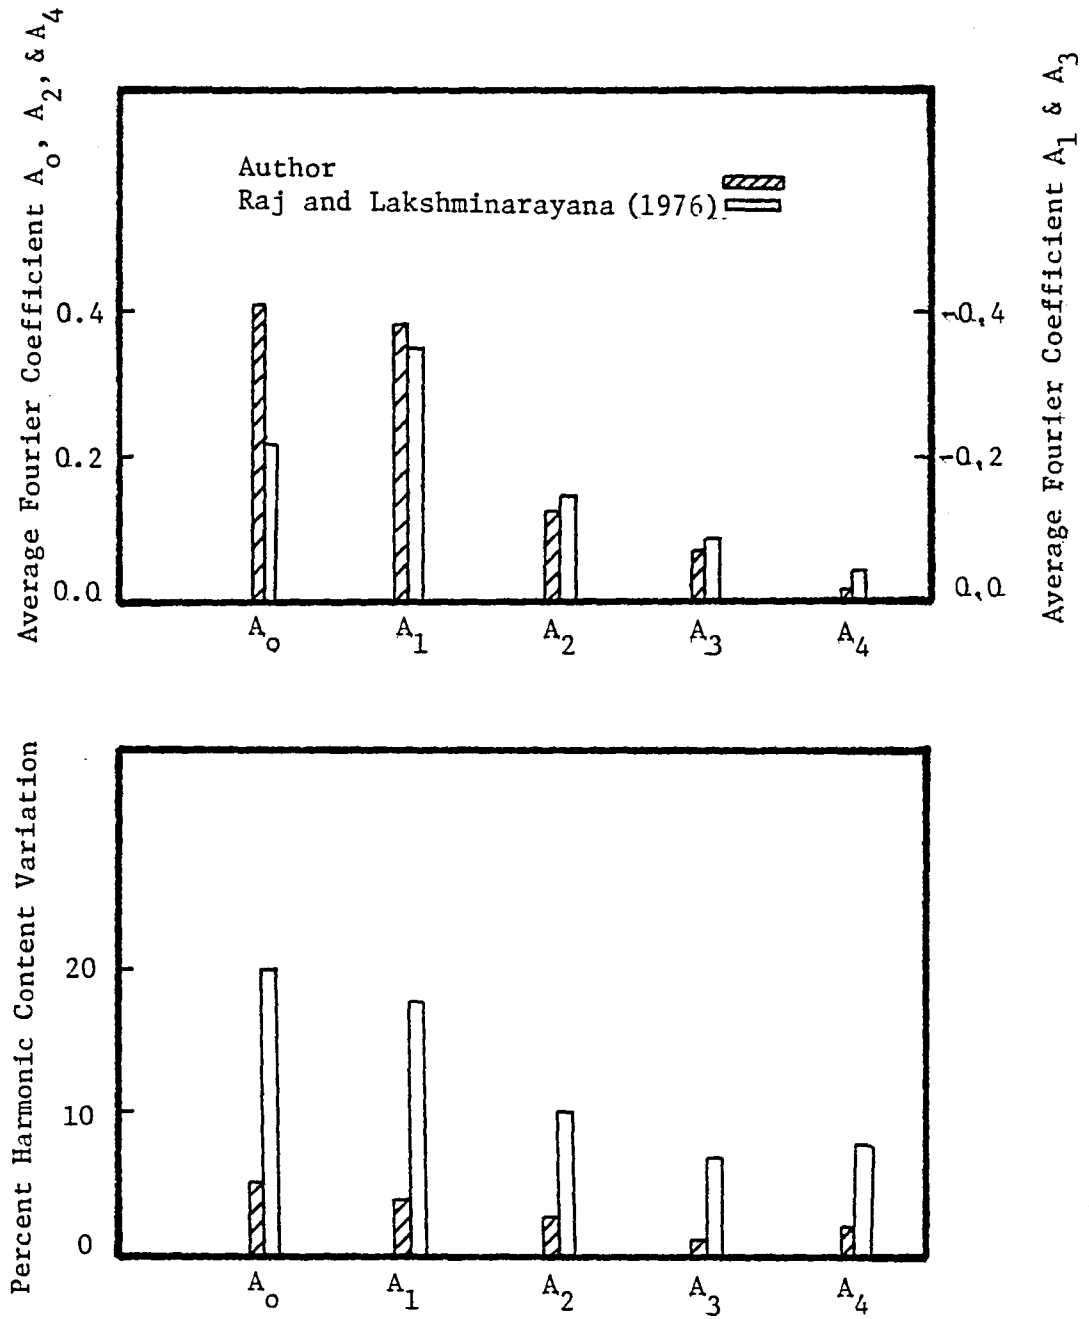 Average Fourier Coefficient A₀, A₂, & A₄
Author
Raj and Lakshminarayana (1976)
0.4
0.2
0.0
-0.4
-0.2
0.0
Average Fourier Coefficient A₁ & A₃
A₀ A₁ A₂ A₃ A₄
Percent Harmonic Content Variation
20
10
0
A₀ A₁ A₂ A₃ A₄